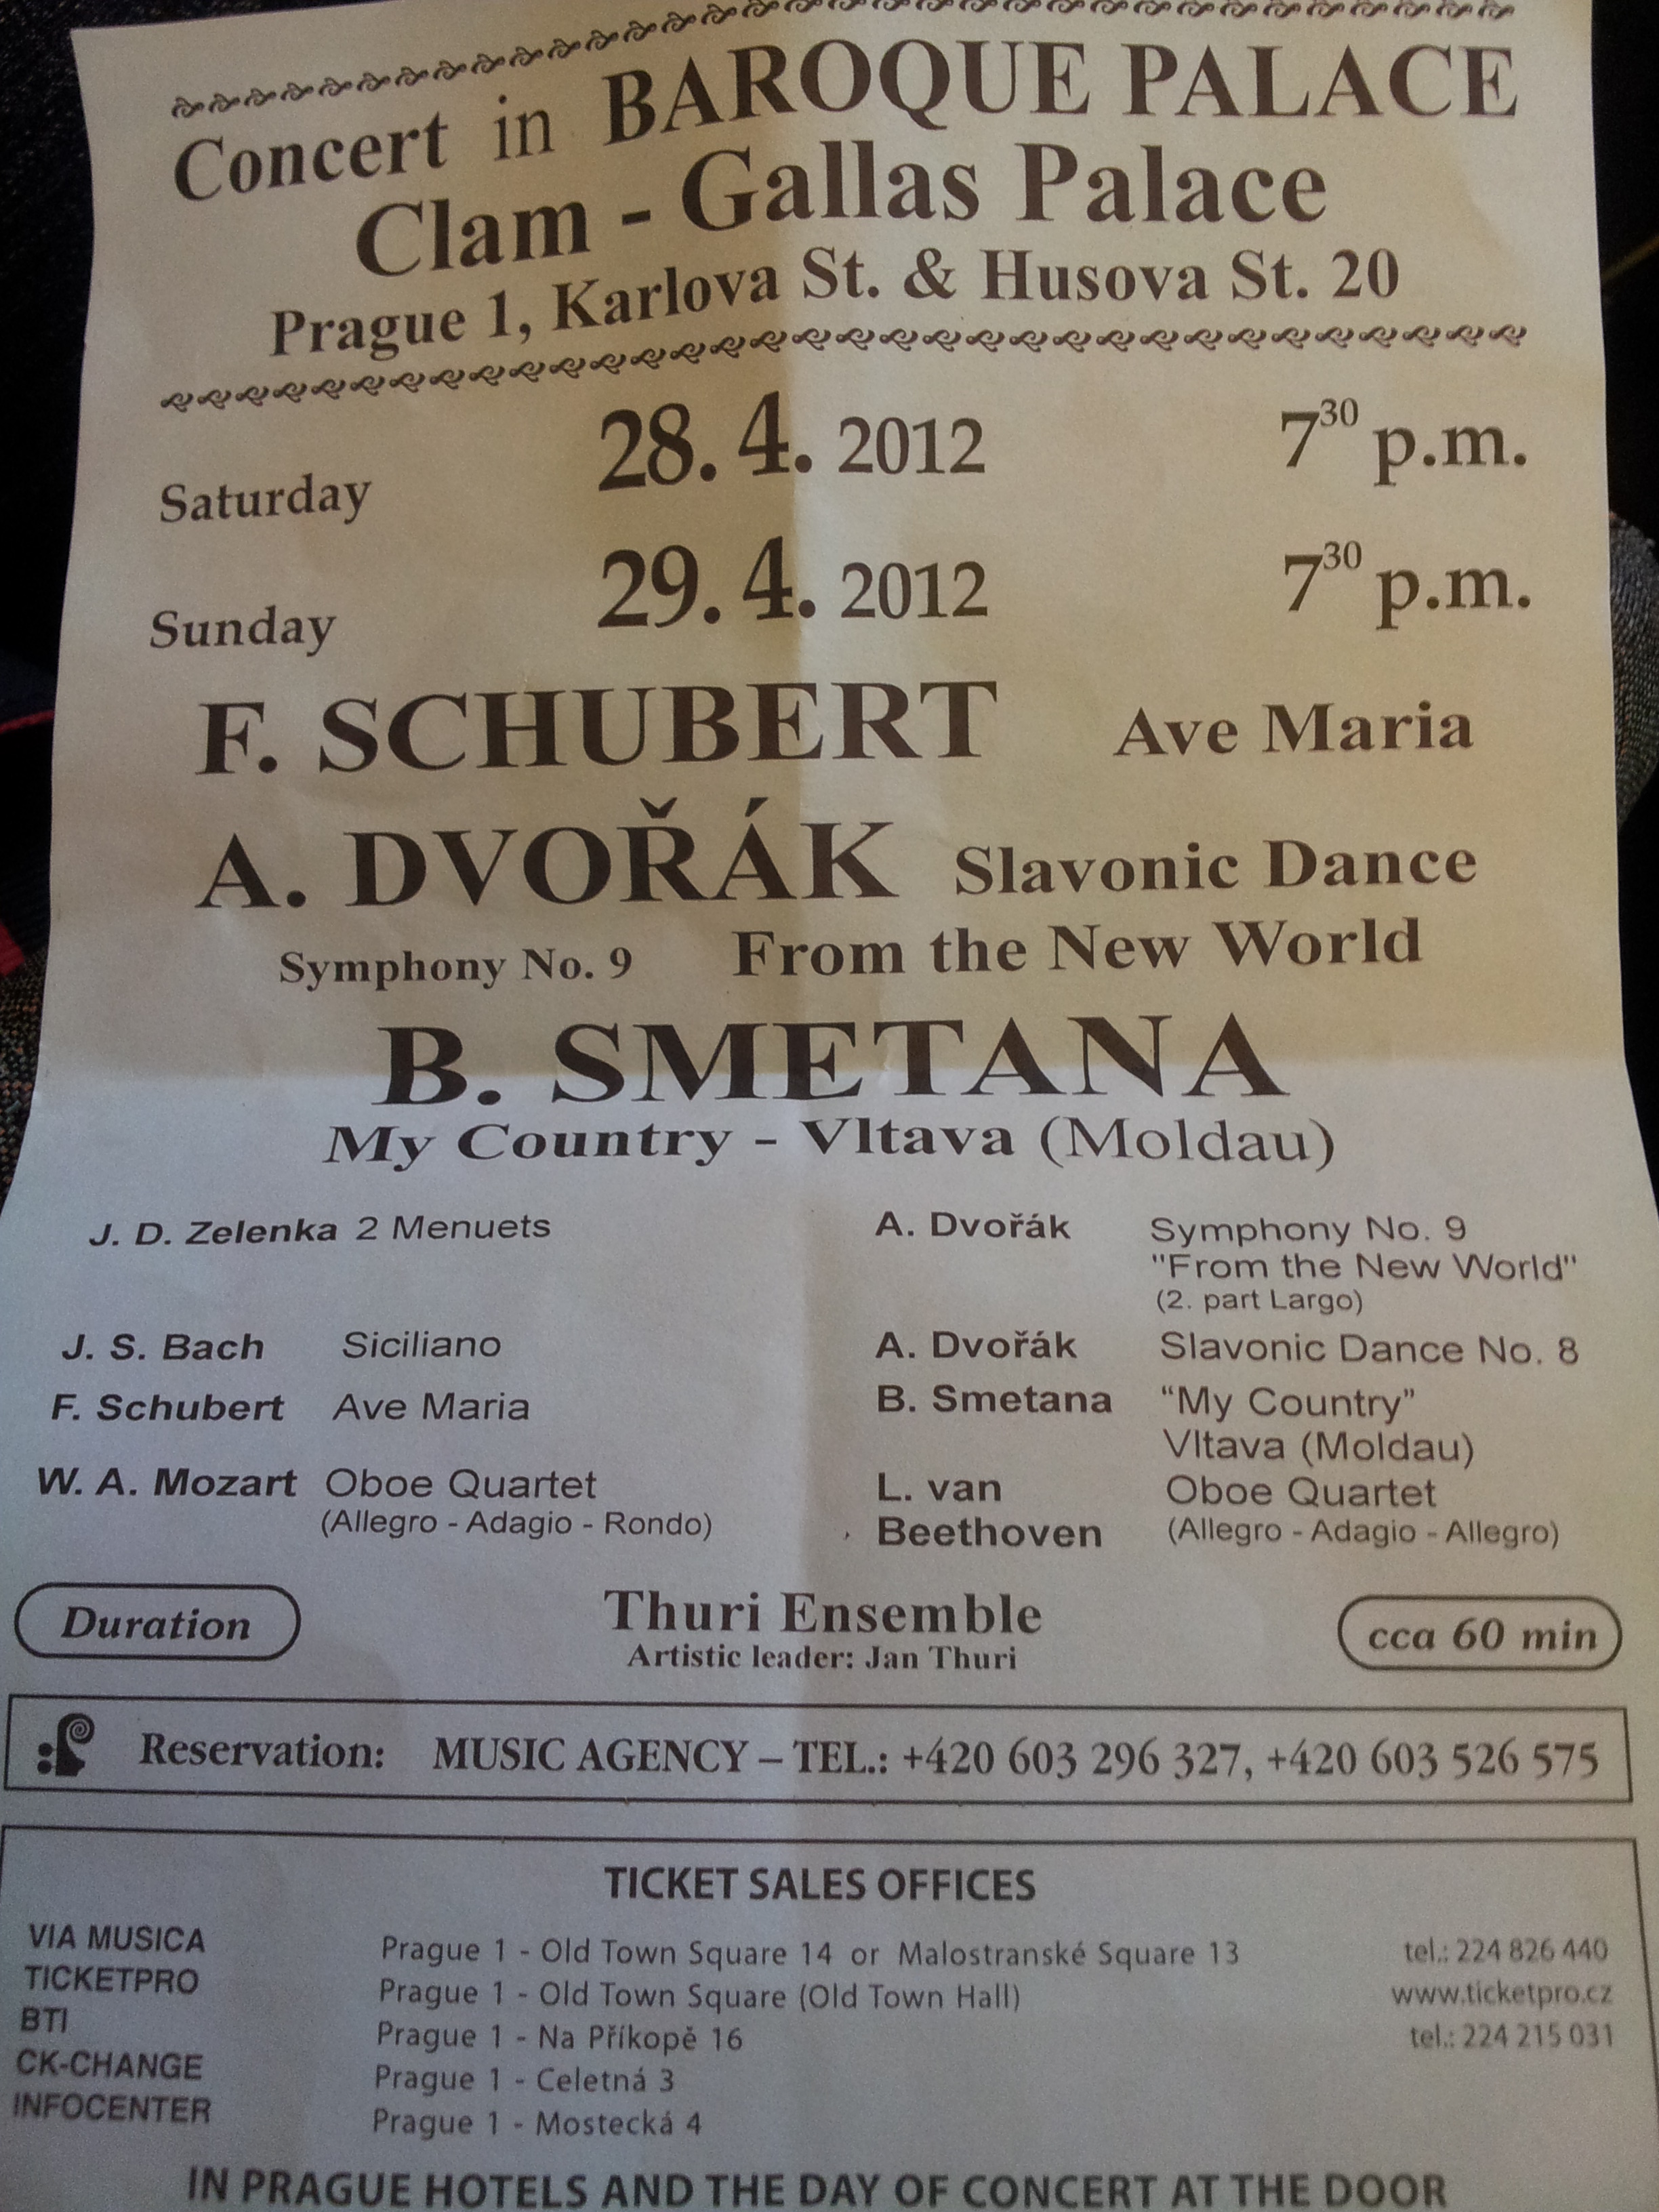 Concert in BAROQUE PALACE
Clam - Gallas Palace
Prague 1, Karlova St. & Husova St. 20
Saturday 28. 4. 2012 7³⁰ p.m.
Sunday 29. 4. 2012 7³⁰ p.m.
F. SCHUBERT Ave Maria
A. DVOŘÁK Slavonic Dance
Symphony No. 9 From the New World
B. SMETANA
My Country - Vltava (Moldau)
J. D. Zelenka 2 Menuets
J. S. Bach Siciliano
F. Schubert Ave Maria
W. A. Mozart Oboe Quartet
(Allegro - Adagio - Rondo)
A. Dvořák Symphony No. 9
"From the New World"
(2. part Largo)
A. Dvořák Slavonic Dance No. 8
B. Smetana “My Country”
Vltava (Moldau)
L. van Oboe Quartet
Beethoven (Allegro - Adagio - Allegro)
Duration
Thuri Ensemble
Artistic leader: Jan Thuri
cca 60 min
Reservation: MUSIC AGENCY – TEL.: +420 603 296 327, +420 603 526 575
TICKET SALES OFFICES
VIA MUSICA Prague 1 - Old Town Square 14 or Malostranské Square 13 tel.: 224 826 440
TICKETPRO Prague 1 - Old Town Square (Old Town Hall) www.ticketpro.cz
BTI Prague 1 - Na Příkopě 16 tel.: 224 215 031
CK-CHANGE Prague 1 - Celetná 3
INFOCENTER Prague 1 - Mostecká 4
IN PRAGUE HOTELS AND THE DAY OF CONCERT AT THE DOOR